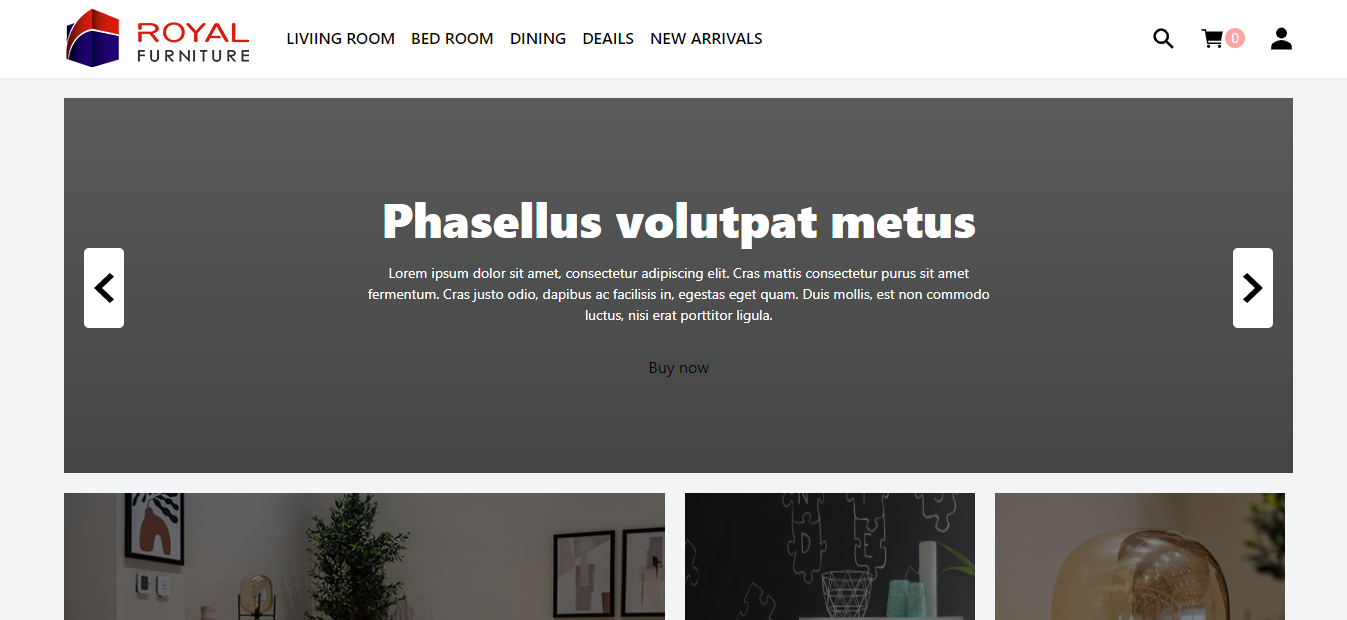 ROYAL
FURNITURE
LIVIING ROOM BED ROOM DINING DEAILS NEW ARRIVALS
0
Phasellus volutpat metus
Lorem ipsum dolor sit amet, consectetur adipiscing elit. Cras mattis consectetur purus sit amet
fermentum. Cras justo odio, dapibus ac facilisis in, egestas eget quam. Duis mollis, est non commodo
luctus, nisi erat porttitor ligula.
Buy now